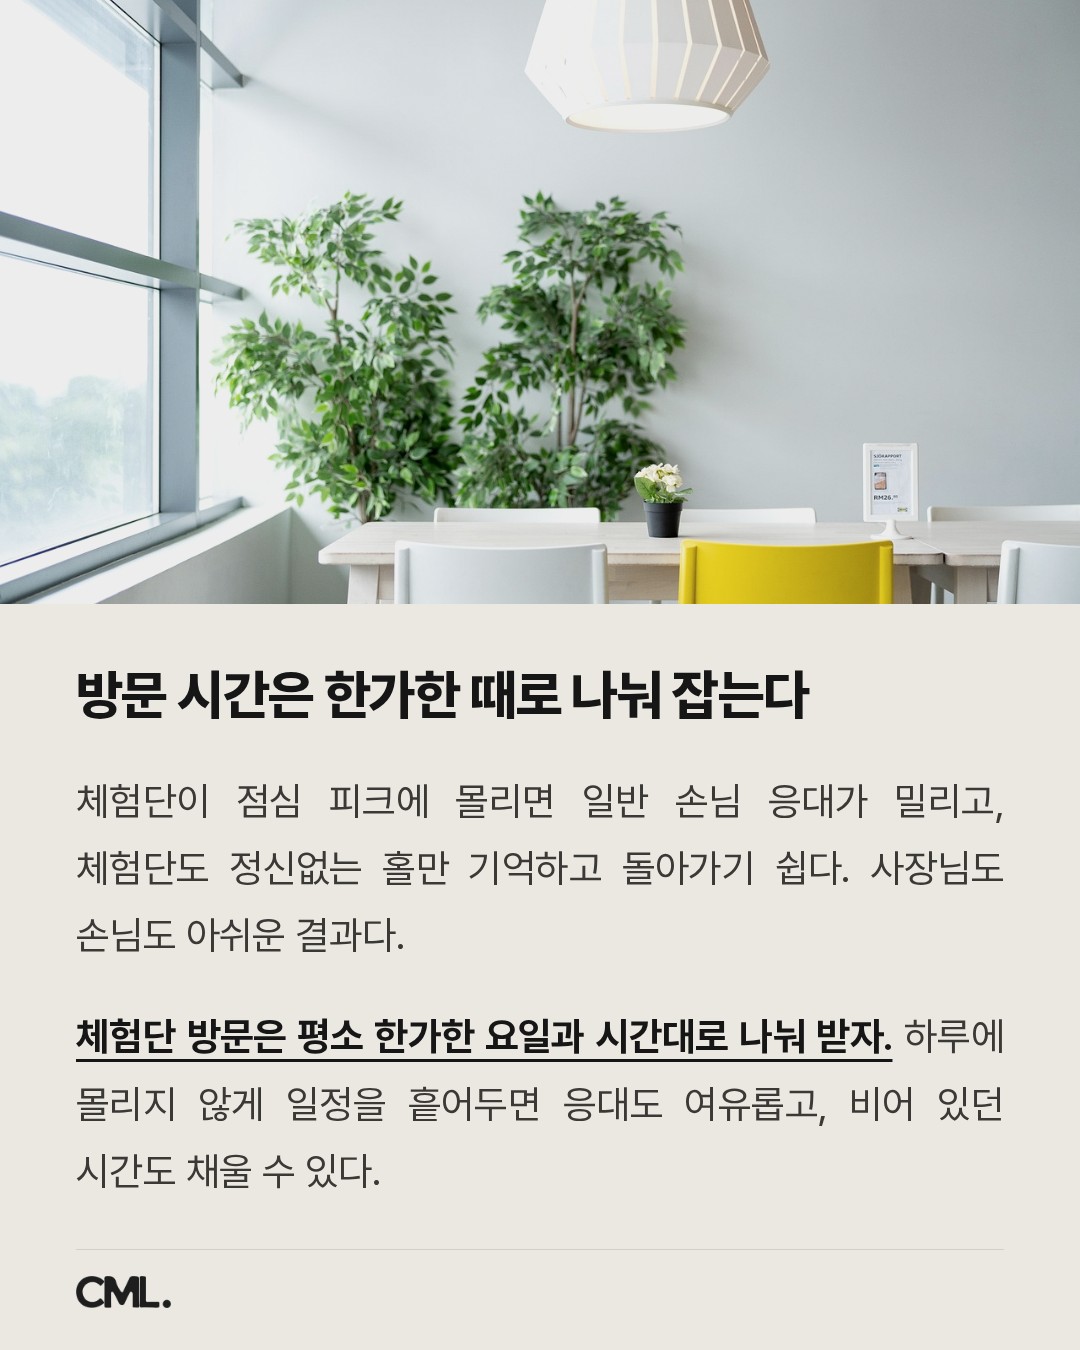 RM26.
방문 시간은 한가한 때로 나눠 잡는다
체험단이 점심 피크에 몰리면 일반 손님 응대가 밀리고,
체험단도 정신없는 홀만 기억하고 돌아가기 쉽다. 사장님도
손님도 아쉬운 결과다.
체험단 방문은 평소 한가한 요일과 시간대로 나눠 받자. 하루에
몰리지 않게 일정을 흩어두면 응대도 여유롭고, 비어 있던
시간도 채울 수 있다.
CML.